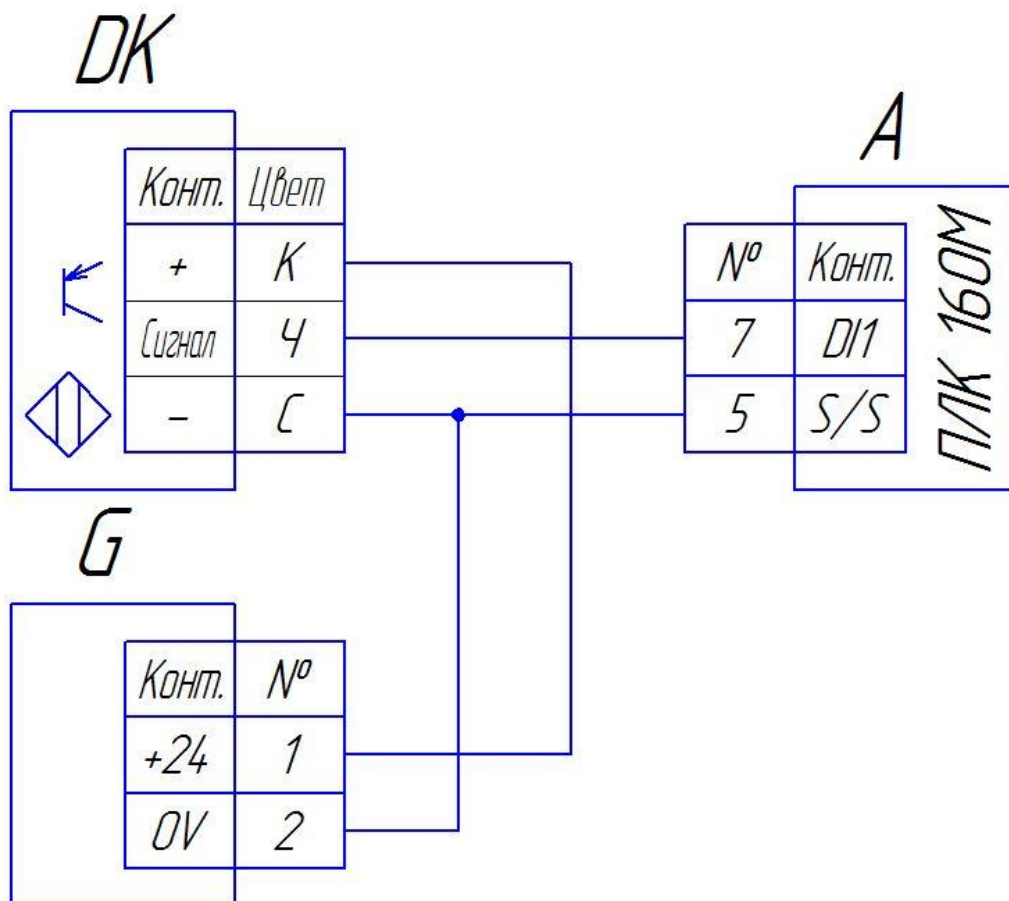 DK
Конт. Цвет
+ К
Сигнал Ч
- С
A
№ Конт.
7 DI1
5 S/S
ПЛК 160М
G
Конт. №
+24 1
0V 2